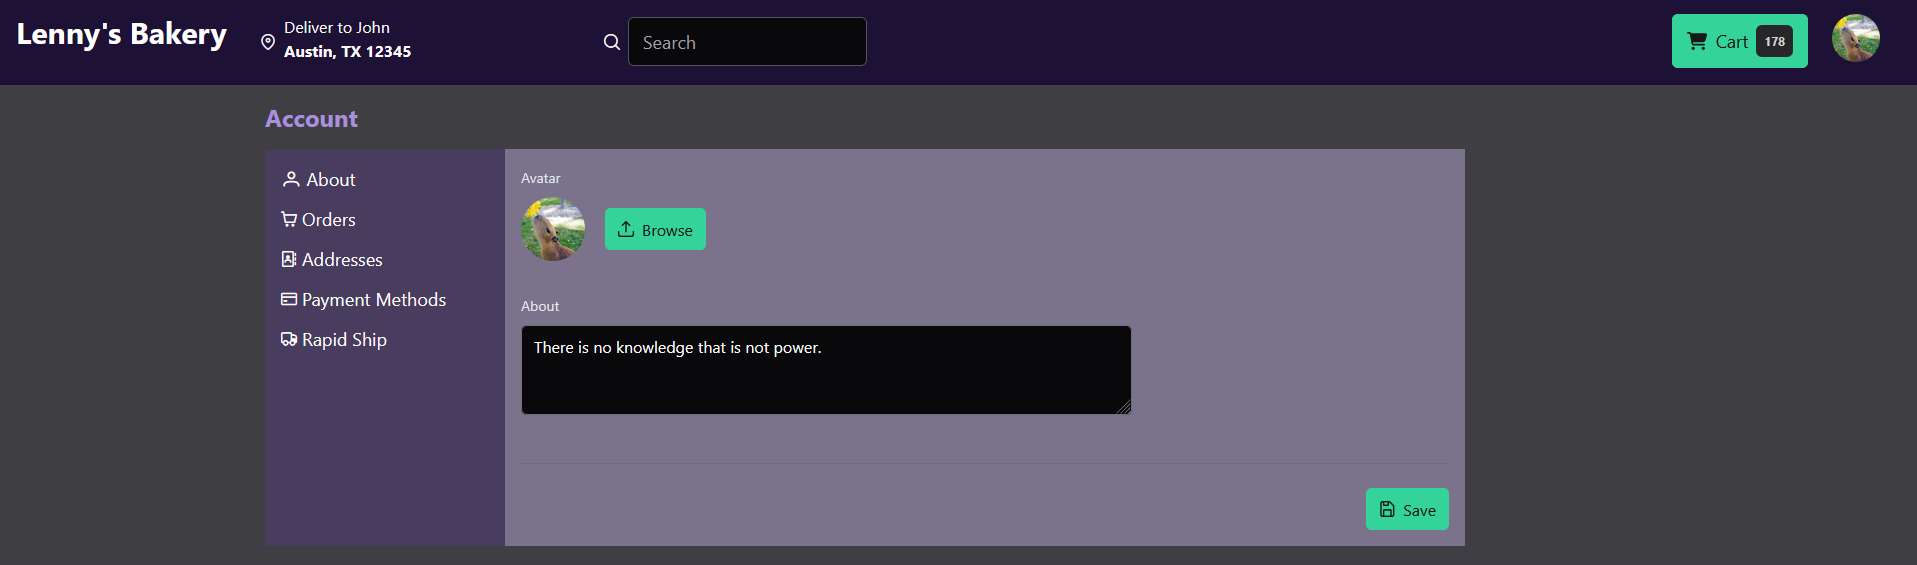 Lenny's Bakery
Deliver to John
Austin, TX 12345
Search
Cart 178
Account
About
Orders
Addresses
Payment Methods
Rapid Ship
Avatar
Browse
About
There is no knowledge that is not power.
Save